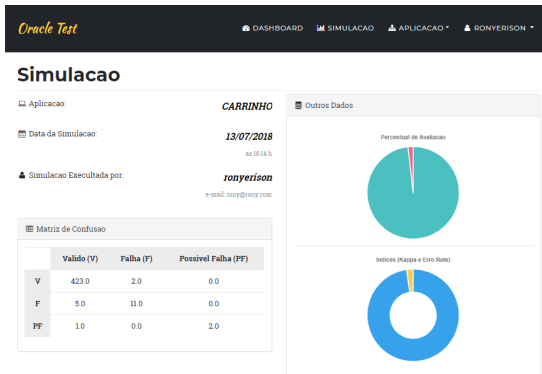 Oracle Test
DASHBOARD SIMULACAO APLICACAO RONYERISON
Simulacao
Aplicacao: CARRINHO
Data da Simulacao: 13/07/2018
as 16:14 h
Simulacao Executada por: ronyerison
e-mail: rony@rony.com
Matriz de Confusao
Valido (V) Falha (F) Possivel Falha (PF)
V 423.0 2.0 0.0
F 5.0 11.0 0.0
PF 1.0 0.0 2.0
Outros Dados
Percentual de Avaliacao
Indices (Kappa e Erro Rate)